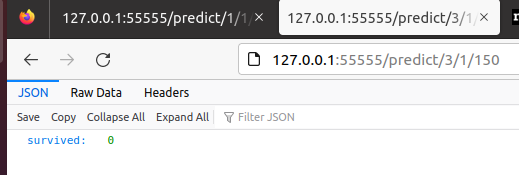 127.0.0.1:55555/predict/1/1/
127.0.0.1:55555/predict/3/1/
127.0.0.1:55555/predict/3/1/150
JSON Raw Data Headers
Save Copy Collapse All Expand All Filter JSON
survived: 0